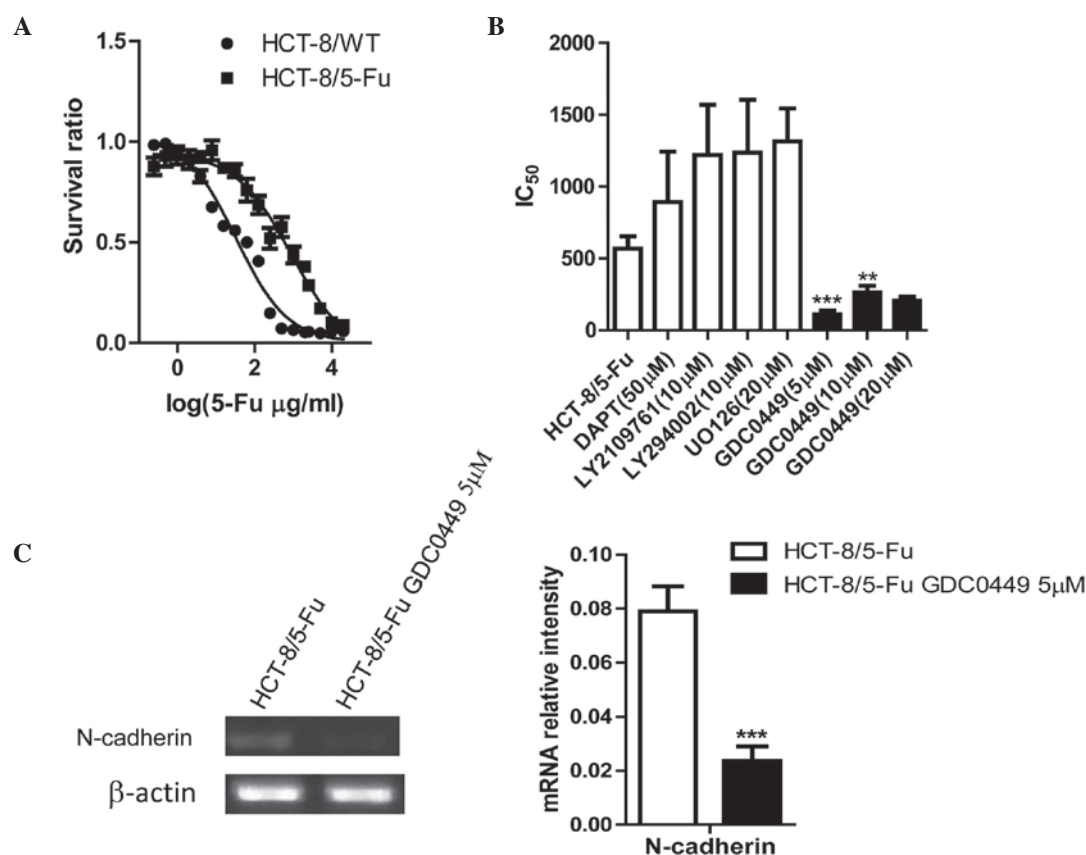 A
1.5
1.0
0.5
0.0
Survival ratio
0
2
4
log(5-Fu μg/ml)
HCT-8/WT
HCT-8/5-Fu
B
2000
1500
1000
500
0
IC50
***
**
HCT-8/5-Fu
DAPT(50μM)
LY2109761(10μM)
LY294002(10μM)
UO126(20μM)
GDC0449(5μM)
GDC0449(10μM)
GDC0449(20μM)
C
HCT-8/5-Fu
HCT-8/5-Fu GDC0449 5μM
N-cadherin
β-actin
HCT-8/5-Fu
HCT-8/5-Fu GDC0449 5μM
0.10
0.08
0.06
0.04
0.02
0.00
mRNA relative intensity
***
N-cadherin